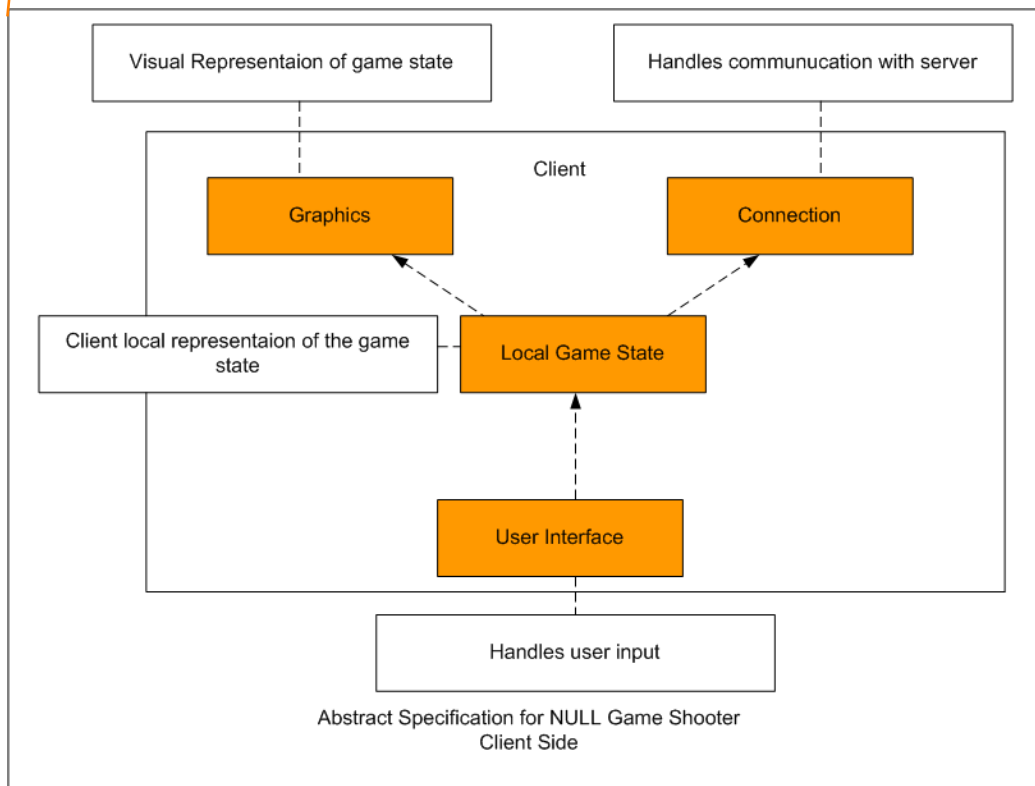 Visual Representaion of game state
Handles communucation with server
Client
Graphics
Connection
Client local representaion of the game
state
Local Game State
User Interface
Handles user input
Abstract Specification for NULL Game Shooter
Client Side